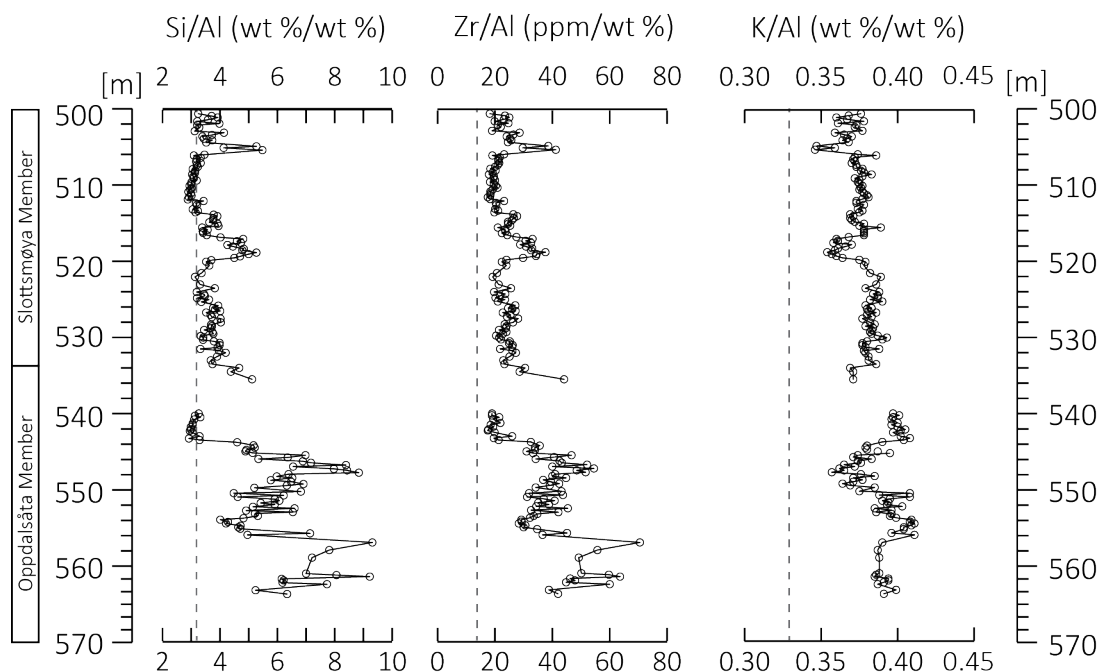 Si/Al (wt %/wt %) Zr/Al (ppm/wt %) K/Al (wt %/wt %)
[m] 2 4 6 8 10 0 20 40 60 80 0.30 0.35 0.40 0.45 [m]
500 500
510 510
520 520
530 530
540 540
550 550
560 560
570 570
2 4 6 8 10 0 20 40 60 80 0.30 0.35 0.40 0.45
Slottsmøya Member
Oppdalsåta Member